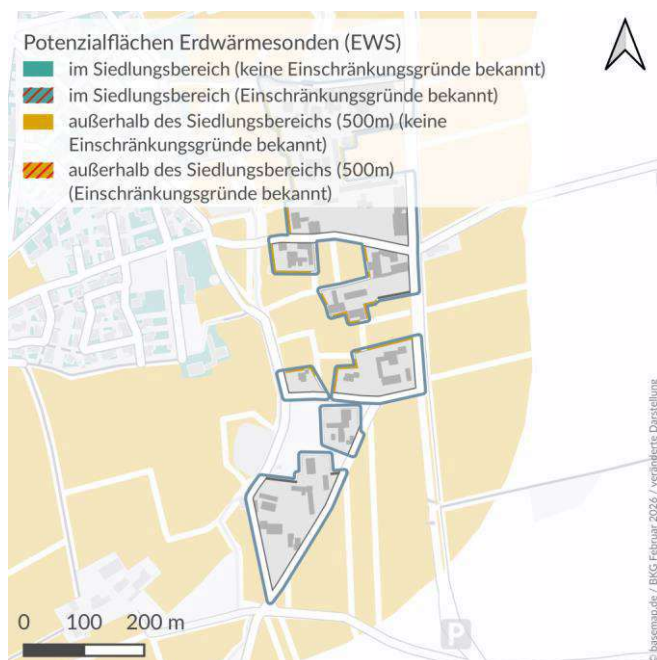 Potenzialflächen Erdwärmesonden (EWS)
im Siedlungsbereich (keine Einschränkungsgründe bekannt)
im Siedlungsbereich (Einschränkungsgründe bekannt)
außerhalb des Siedlungsbereichs (500m) (keine
Einschränkungsgründe bekannt)
außerhalb des Siedlungsbereichs (500m)
(Einschränkungsgründe bekannt)
0 100 200 m
P
© basemap.de / BKG Februar 2026 / veränderte Darstellung